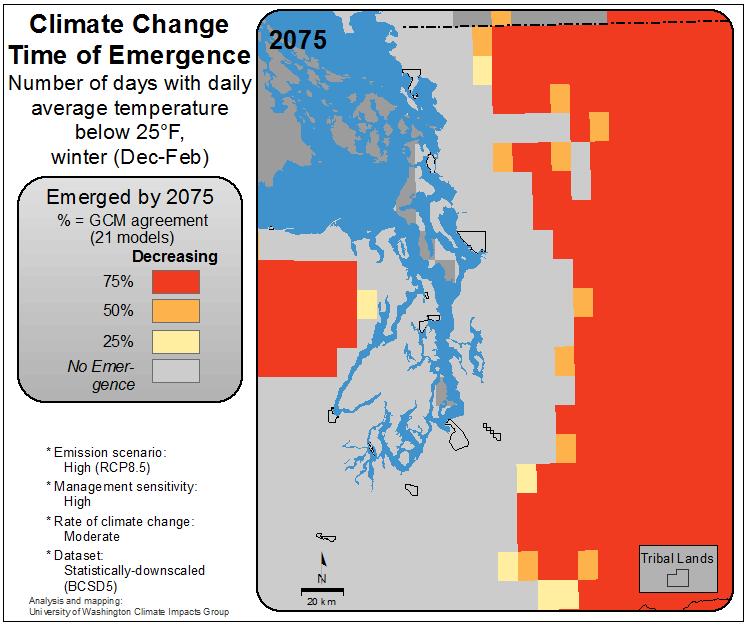 Climate Change
Time of Emergence
Number of days with daily
average temperature
below 25°F,
winter (Dec-Feb)
Emerged by 2075
% = GCM agreement
(21 models)
Decreasing
75%
50%
25%
No Emer-
gence
* Emission scenario:
High (RCP8.5)
* Management sensitivity:
High
* Rate of climate change:
Moderate
* Dataset:
Statistically-downscaled
(BCSD5)
Analysis and mapping:
University of Washington Climate Impacts Group
2075
N
20 km
Tribal Lands